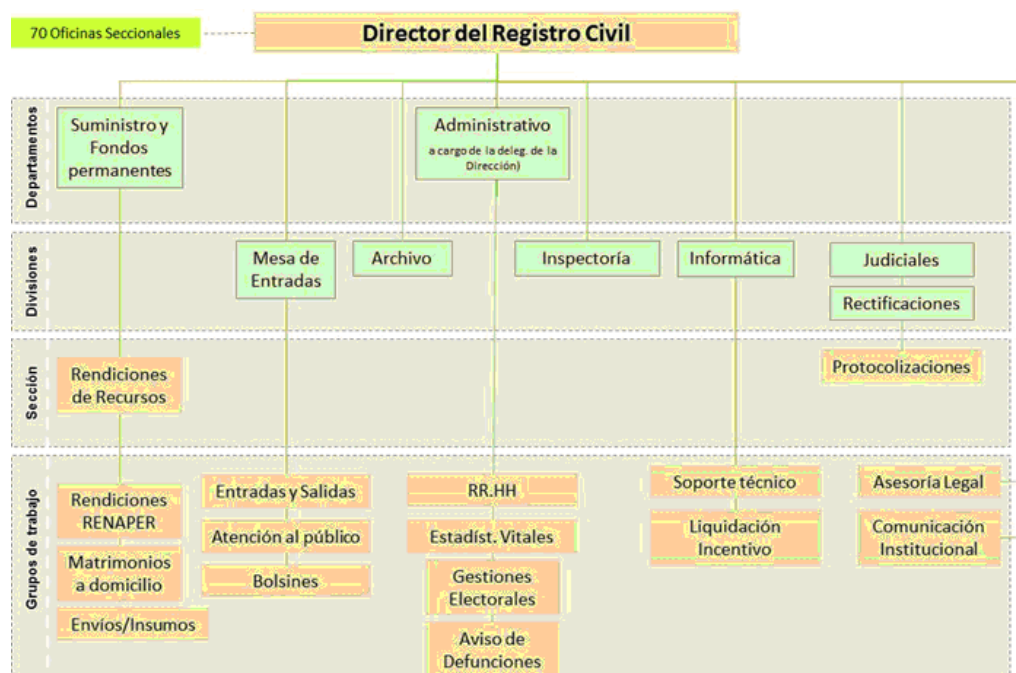 70 Oficinas Seccionales
Director del Registro Civil
Departamentos
Suministro y
Fondos
permanentes
Administrativo
a cargo de la deleg. de la
Dirección)
Divisiones
Mesa de
Entradas
Archivo
Inspectoría
Informática
Judiciales
Rectificaciones
Sección
Rendiciones
de Recursos
Protocolizaciones
Grupos de trabajo
Rendiciones
RENAPER
Matrimonios
a domicilio
Envíos/Insumos
Entradas y Salidas
Atención al público
Bolsines
RR.HH
Estadíst. Vitales
Gestiones
Electorales
Aviso de
Defunciones
Soporte técnico
Liquidación
Incentivo
Asesoría Legal
Comunicación
Institucional